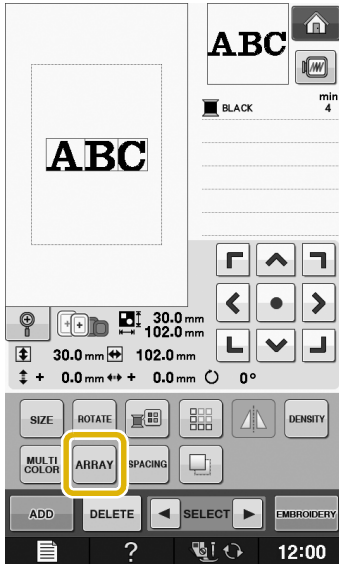 ABC
BLACK
min
4
ABC
30.0 mm
102.0 mm
30.0 mm 102.0 mm
+ 0.0 mm + 0.0 mm 0°
SIZE ROTATE DENSITY
MULTI COLOR ARRAY SPACING
ADD DELETE SELECT EMBROIDERY
? 12:00